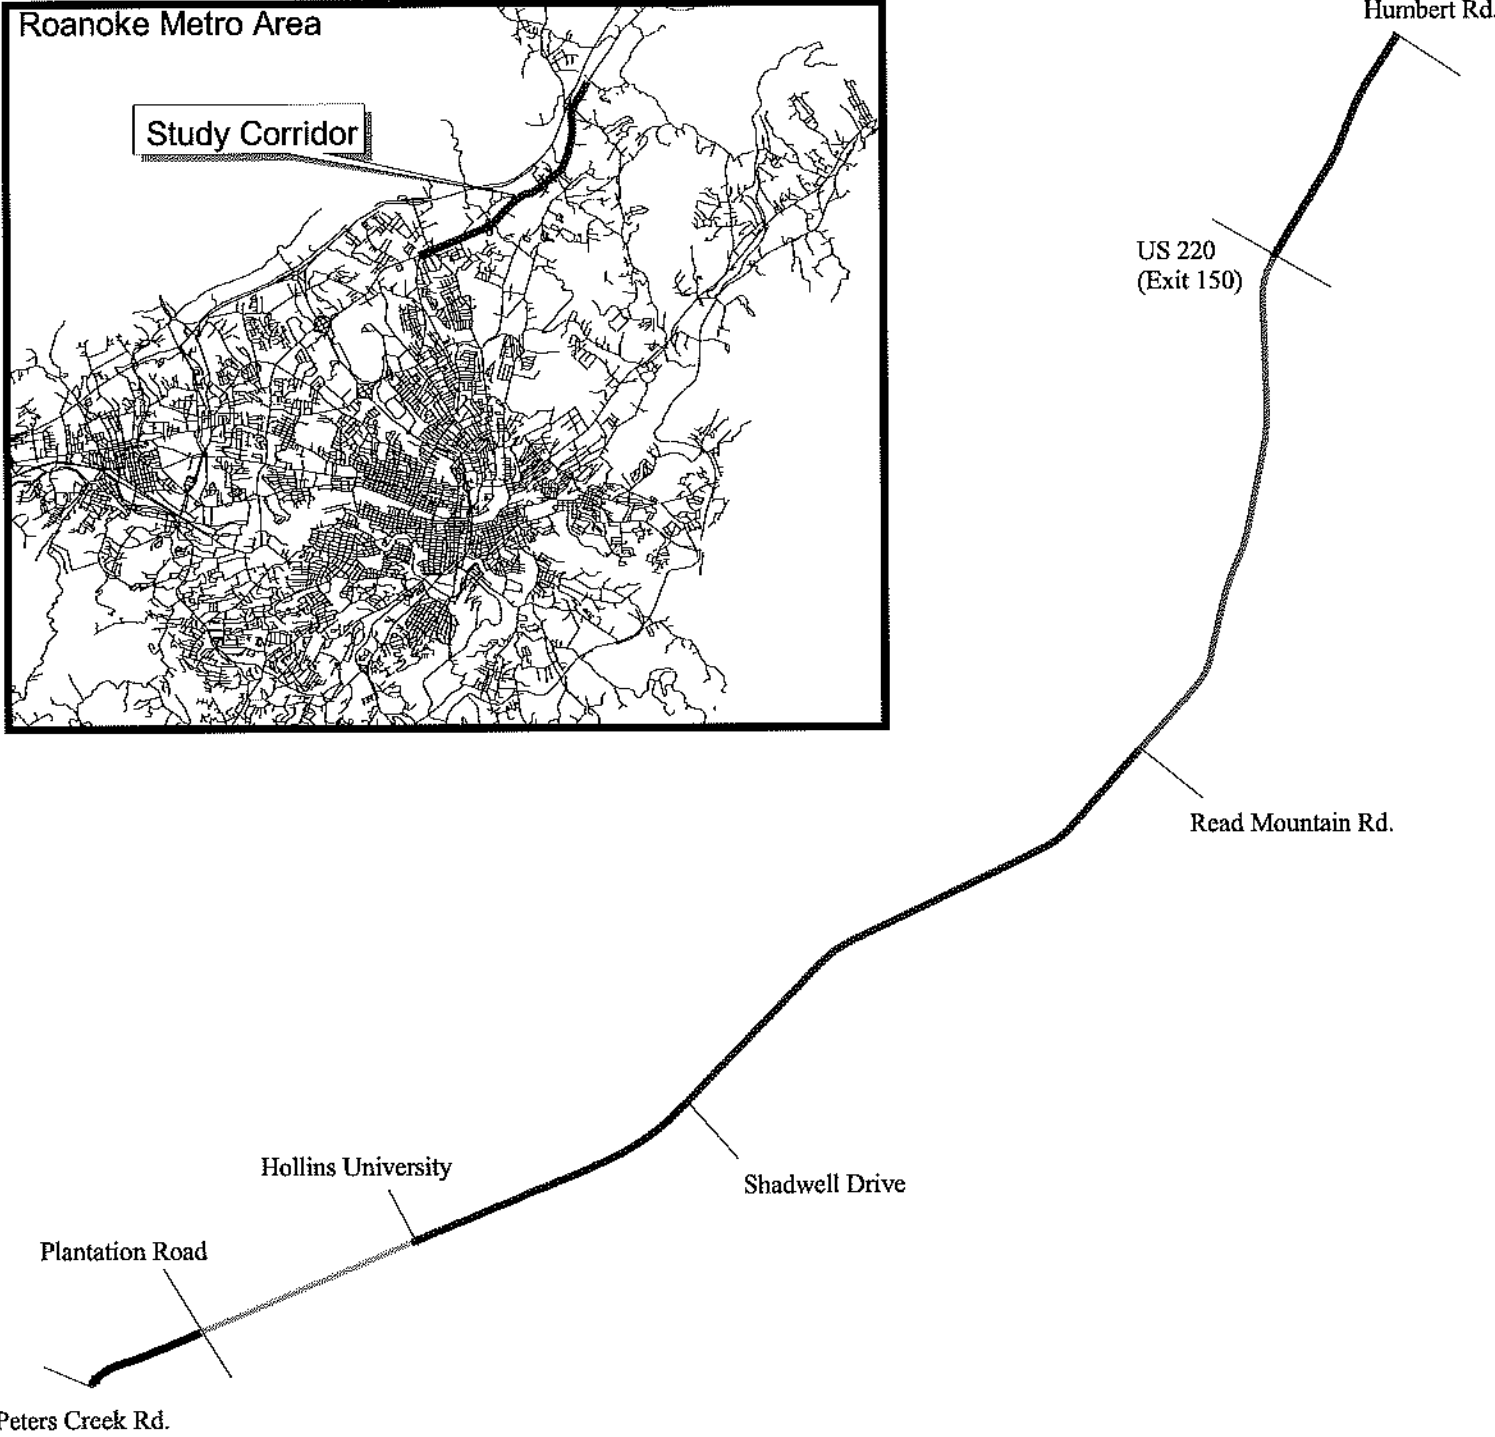 Roanoke Metro Area
Humbert Rd.
Study Corridor
US 220
(Exit 150)
Read Mountain Rd.
Hollins University
Shadwell Drive
Plantation Road
Peters Creek Rd.